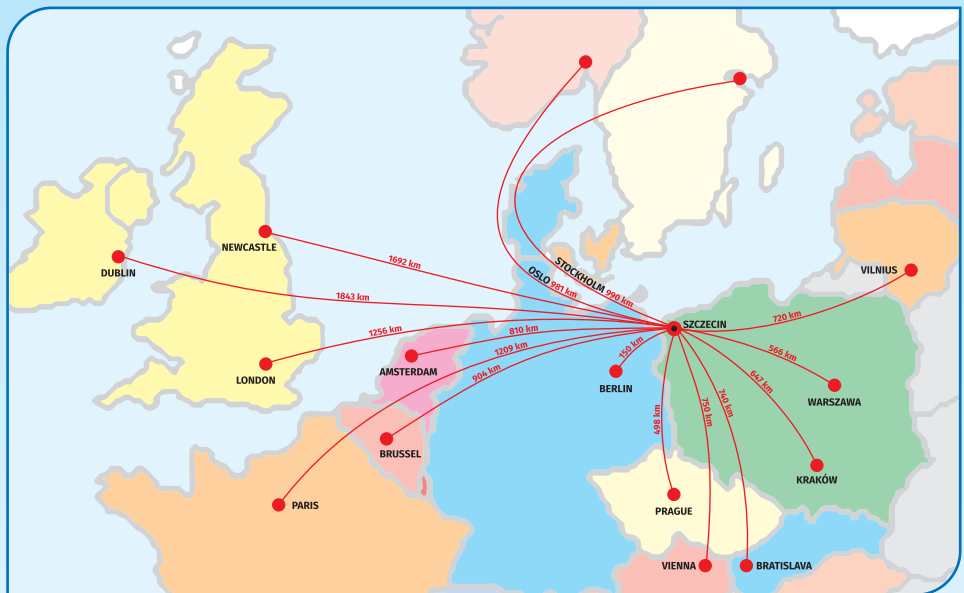 NEWCASTLE
DUBLIN
1692 km
1843 km
OSLO 981 km
STOCKHOLM 990 km
VILNIUS
720 km
SZCZECIN
1256 km
810 km
1209 km
904 km
150 km
566 km
647 km
740 km
750 km
498 km
LONDON
AMSTERDAM
BERLIN
WARSZAWA
BRUSSEL
KRAKÓW
PARIS
PRAGUE
VIENNA
BRATISLAVA